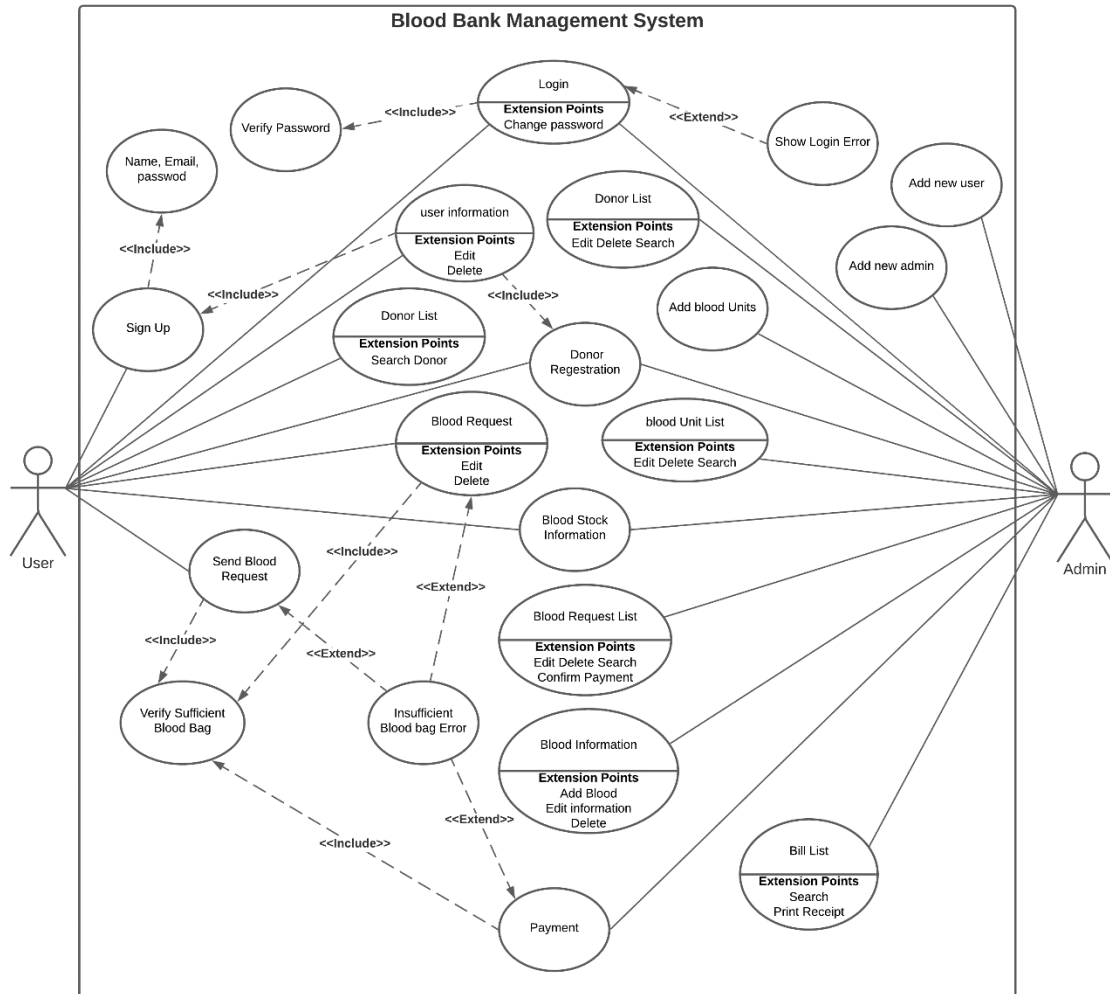 Blood Bank Management System
Login
Extension Points
Change password
<<Include>>
Verify Password
<<Extend>>
Show Login Error
Name, Email,
passwod
Add new user
user information
Extension Points
Edit
Delete
Donor List
Extension Points
Edit Delete Search
<<Include>>
Add new admin
<<Include>>
<<Include>>
Sign Up
Donor List
Extension Points
Search Donor
Add blood Units
Donor
Regestration
Blood Request
Extension Points
Edit
Delete
blood Unit List
Extension Points
Edit Delete Search
User
Admin
Blood Stock
Information
<<Include>>
Send Blood
Request
<<Extend>>
<<Include>>
<<Extend>>
Blood Request List
Extension Points
Edit Delete Search
Confirm Payment
Verify Sufficient
Blood Bag
Insufficient
Blood bag Error
Blood Information
Extension Points
Add Blood
Edit information
Delete
<<Extend>>
<<Include>>
Bill List
Extension Points
Search
Print Receipt
Payment